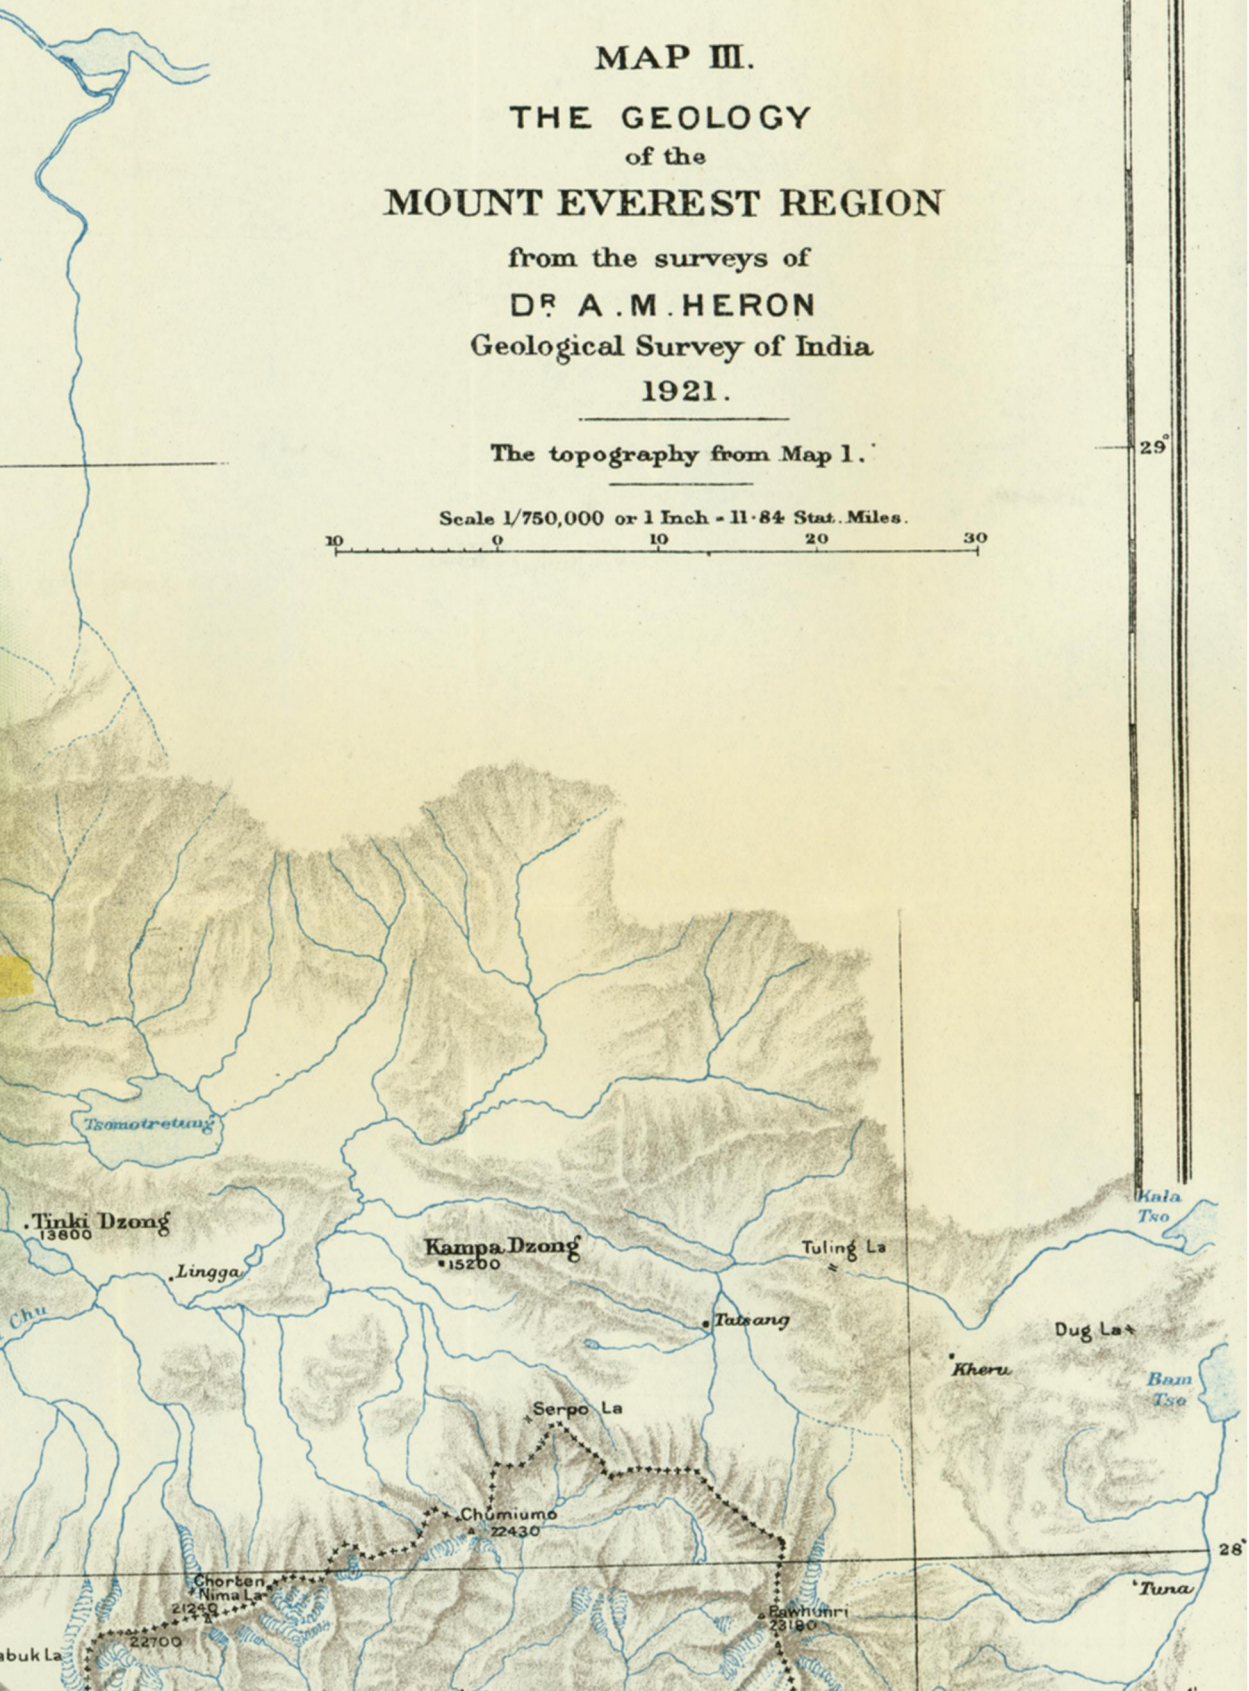 MAP III.
THE GEOLOGY
of the
MOUNT EVEREST REGION
from the surveys of
DR. A.M.HERON
Geological Survey of India
1921.
The topography from Map 1.
29°
Scale 1/750,000 or 1 Inch - 11·84 Stat. Miles.
10 0 10 20 30
Tsomotretung
Kala
Tso
Tinki Dzong
13800
Kampa Dzong
15200
Tuling La
Lingga
Chu
Tatsang
Dug La
Kheru
Bam
Tso
Serpo La
Chumiumo
22430
28°
Chorten
Nima La
21240
Tuna
Pawhunri
23180
22700
abuk La